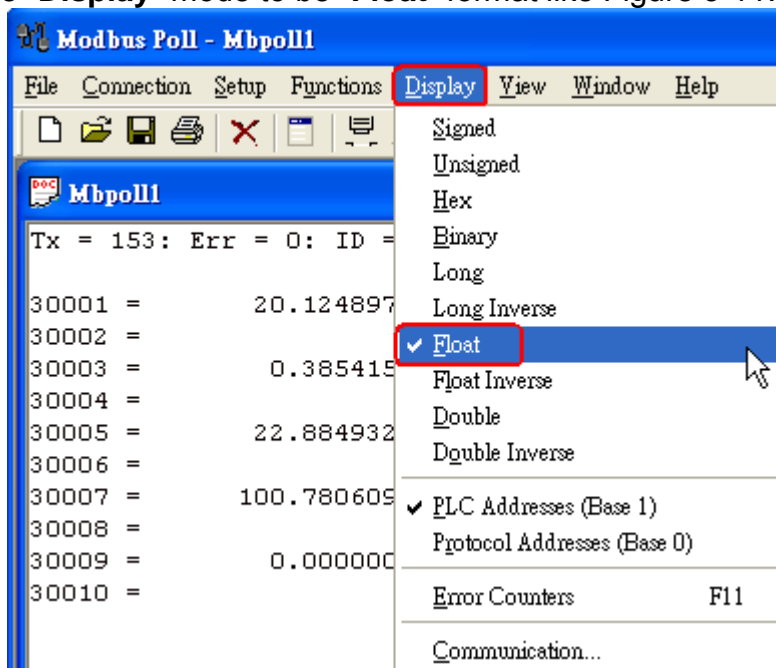 "Display" mode to be "Float" format like Figure
Modbus Poll - Mbpoll1
File Connection Setup Functions Display View Window Help
Mbpoll1
Tx = 153: Err = 0: ID =
30001 = 20.124897
30002 =
30003 = 0.385415
30004 =
30005 = 22.884932
30006 =
30007 = 100.780609
30008 =
30009 = 0.000000
30010 =
Signed
Unsigned
Hex
Binary
Long
Long Inverse
Float
Float Inverse
Double
Double Inverse
PLC Addresses (Base 1)
Protocol Addresses (Base 0)
Error Counters F11
Communication...